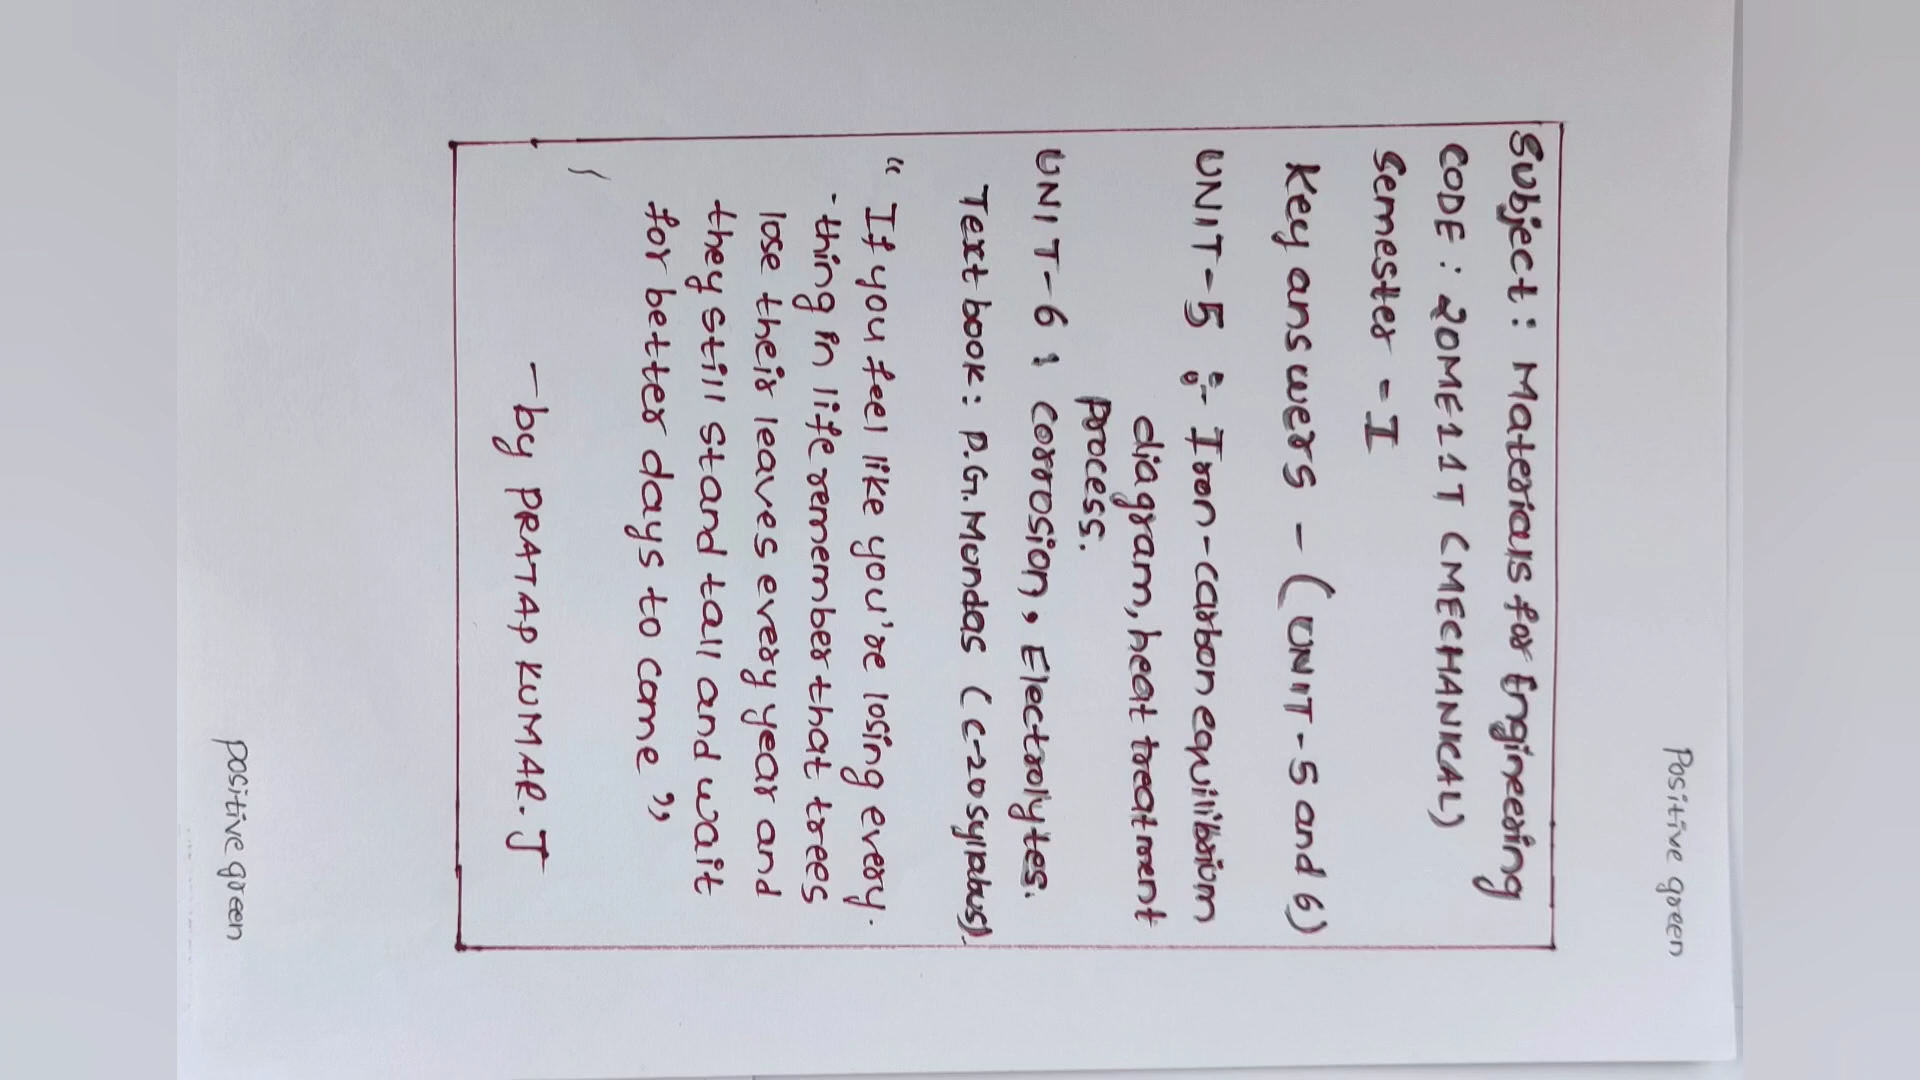 Positive green
Subject: Materials for Engineering
CODE: 20ME11T (MECHANICAL)
Semester - I
Key answers - (UNIT-5 and 6)
UNIT-5 :- Iron-carbon equilibrium
diagram, heat treatment
process.
UNIT-6: Corrosion, Electrolytes.
Text book: P.G. Mundas (C-20 syllabus).
“ If you feel like you're losing every-
-thing in life remember that trees
lose their leaves every year and
they still stand tall and wait
for better days to come ”
- by PRATAP KUMAR. J
Positive green